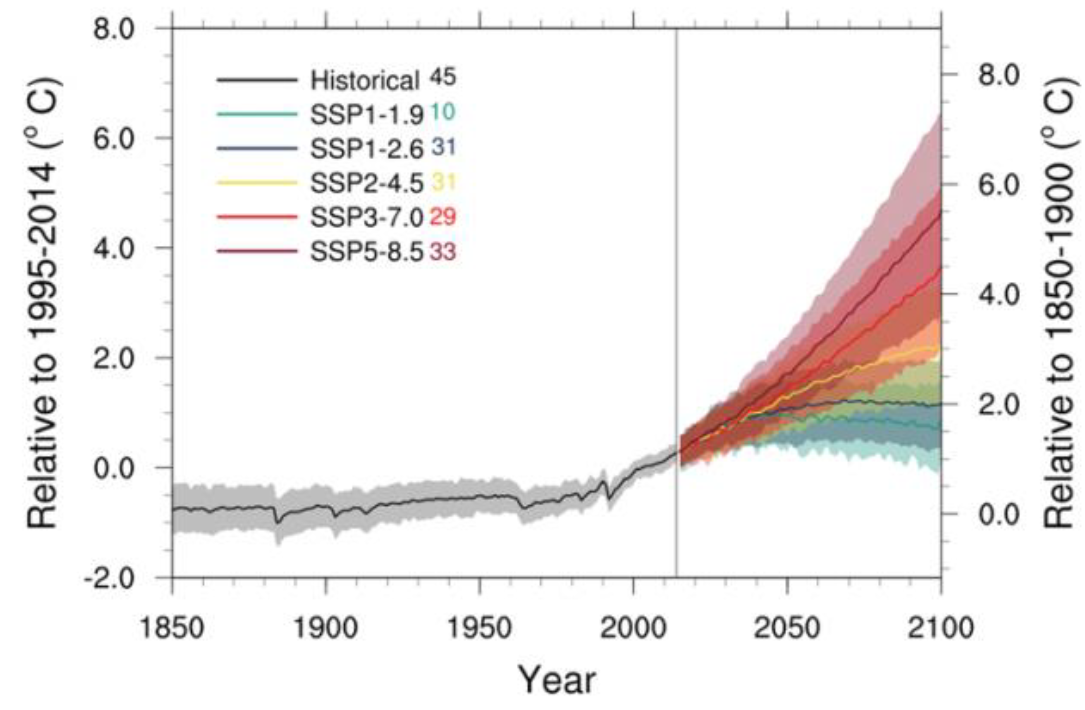 8.0
6.0
4.0
2.0
0.0
-2.0
Relative to 1995-2014 (° C)
Historical 45
SSP1-1.9 10
SSP1-2.6 31
SSP2-4.5 31
SSP3-7.0 29
SSP5-8.5 33
8.0
6.0
4.0
2.0
0.0
Relative to 1850-1900 (° C)
1850 1900 1950 2000 2050 2100
Year